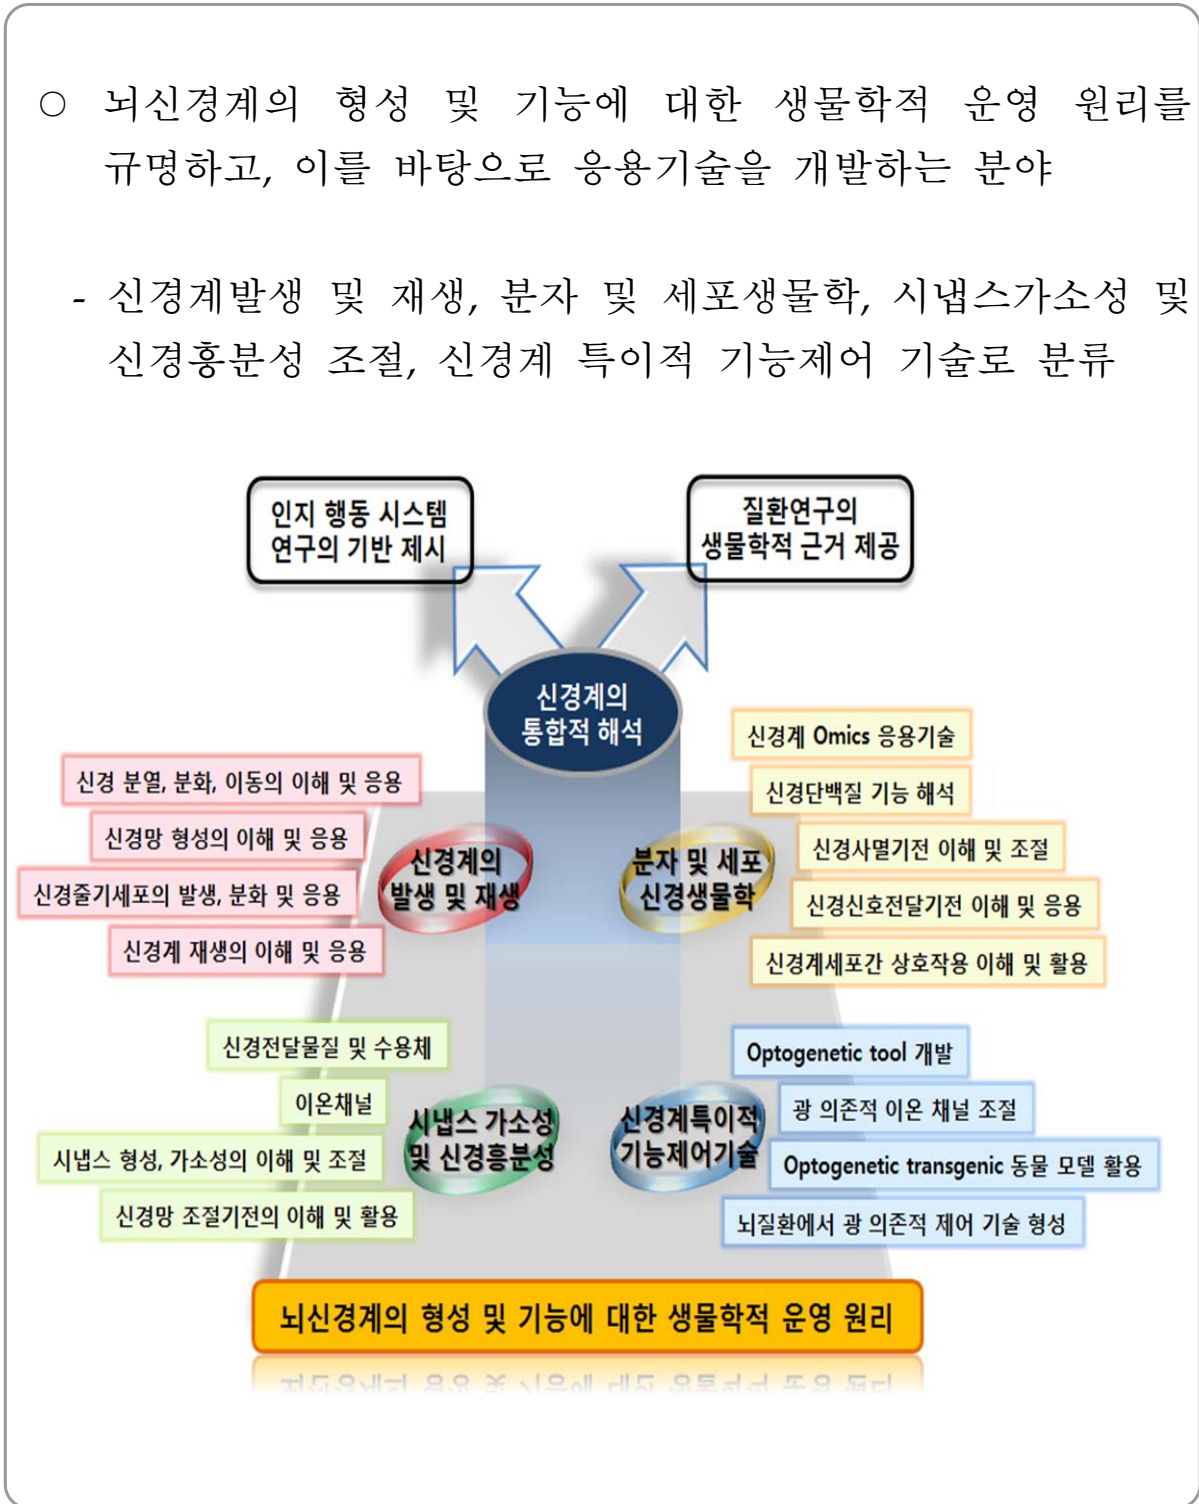 ○ 뇌신경계의 형성 및 기능에 대한 생물학적 운영 원리를
규명하고, 이를 바탕으로 응용기술을 개발하는 분야
- 신경계발생 및 재생, 분자 및 세포생물학, 시냅스가소성 및
신경흥분성 조절, 신경계 특이적 기능제어 기술로 분류
인지 행동 시스템
연구의 기반 제시
질환연구의
생물학적 근거 제공
신경계의
통합적 해석
신경 분열, 분화, 이동의 이해 및 응용
신경망 형성의 이해 및 응용
신경줄기세포의 발생, 분화 및 응용
신경계 재생의 이해 및 응용
신경계의
발생 및 재생
분자 및 세포
신경생물학
신경계 Omics 응용기술
신경단백질 기능 해석
신경사멸기전 이해 및 조절
신경신호전달기전 이해 및 응용
신경계세포간 상호작용 이해 및 활용
신경전달물질 및 수용체
이온채널
시냅스 형성, 가소성의 이해 및 조절
신경망 조절기전의 이해 및 활용
시냅스 가소성
및 신경흥분성
신경계특이적
기능제어기술
Optogenetic tool 개발
광 의존적 이온 채널 조절
Optogenetic transgenic 동물 모델 활용
뇌질환에서 광 의존적 제어 기술 형성
뇌신경계의 형성 및 기능에 대한 생물학적 운영 원리